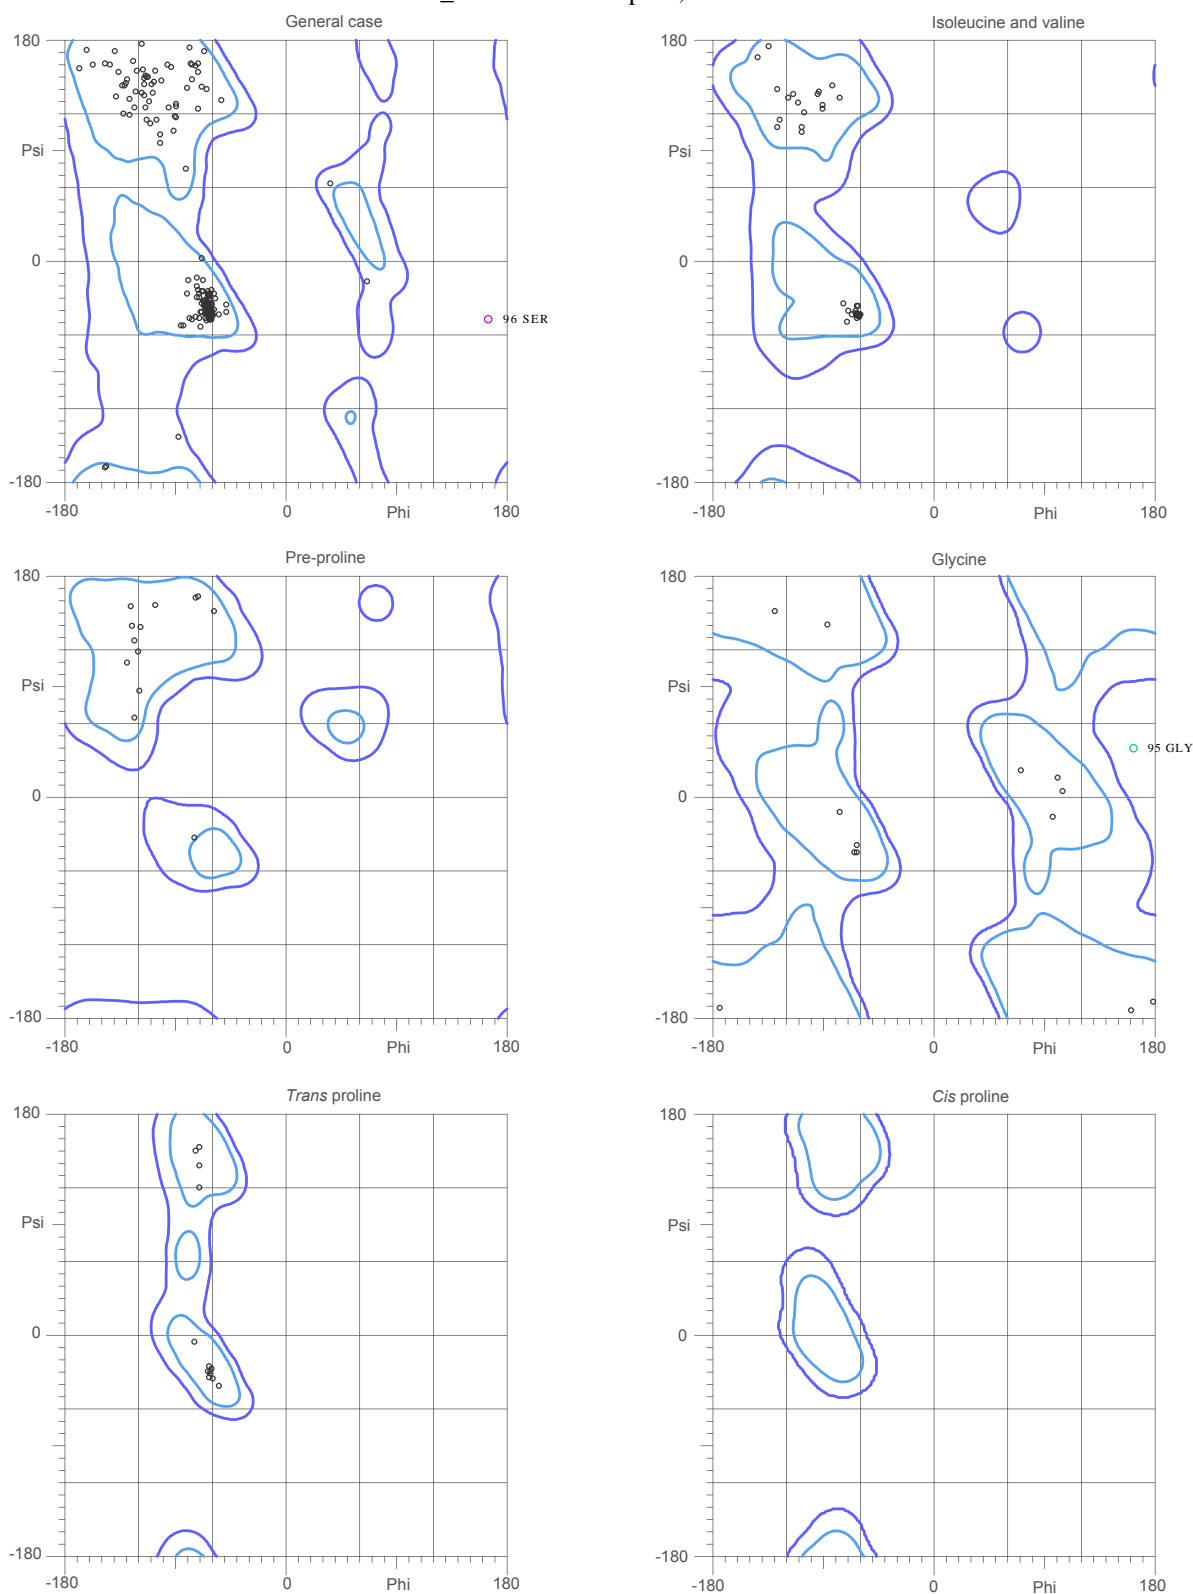 General case
Isoleucine and valine
180
180
Psi
Psi
0
0
96 SER
-180
-180
-180
0
Phi
180
-180
0
Phi
180
Pre-proline
Glycine
180
180
Psi
Psi
95 GLY
0
0
-180
-180
-180
0
Phi
180
-180
0
Phi
180
Trans proline
Cis proline
180
180
Psi
Psi
0
0
-180
-180
-180
0
Phi
180
-180
0
Phi
180